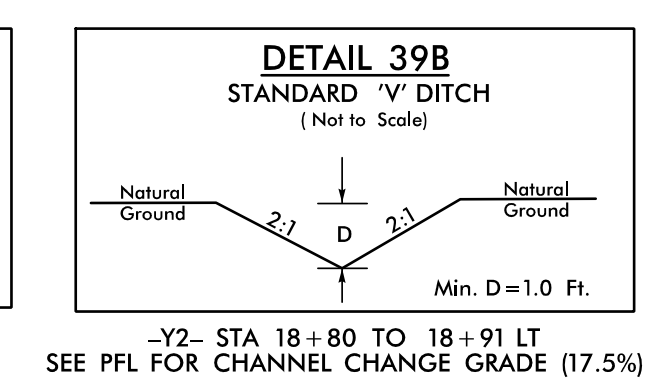 DETAIL 39B
STANDARD 'V' DITCH
( Not to Scale)
Natural
Ground
2:1
D
2:1
Natural
Ground
Min. D=1.0 Ft.
–Y2– STA 18+80 TO 18+91 LT
SEE PFL FOR CHANNEL CHANGE GRADE (17.5%)